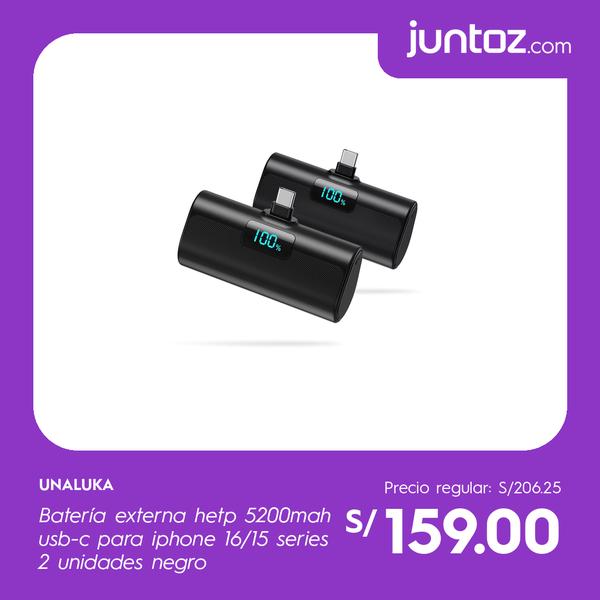 juntoz.com
100%
100%
UNALUKA
Batería externa hetp 5200mah
usb-c para iphone 16/15 series
2 unidades negro
Precio regular: S/206.25
S/159.00